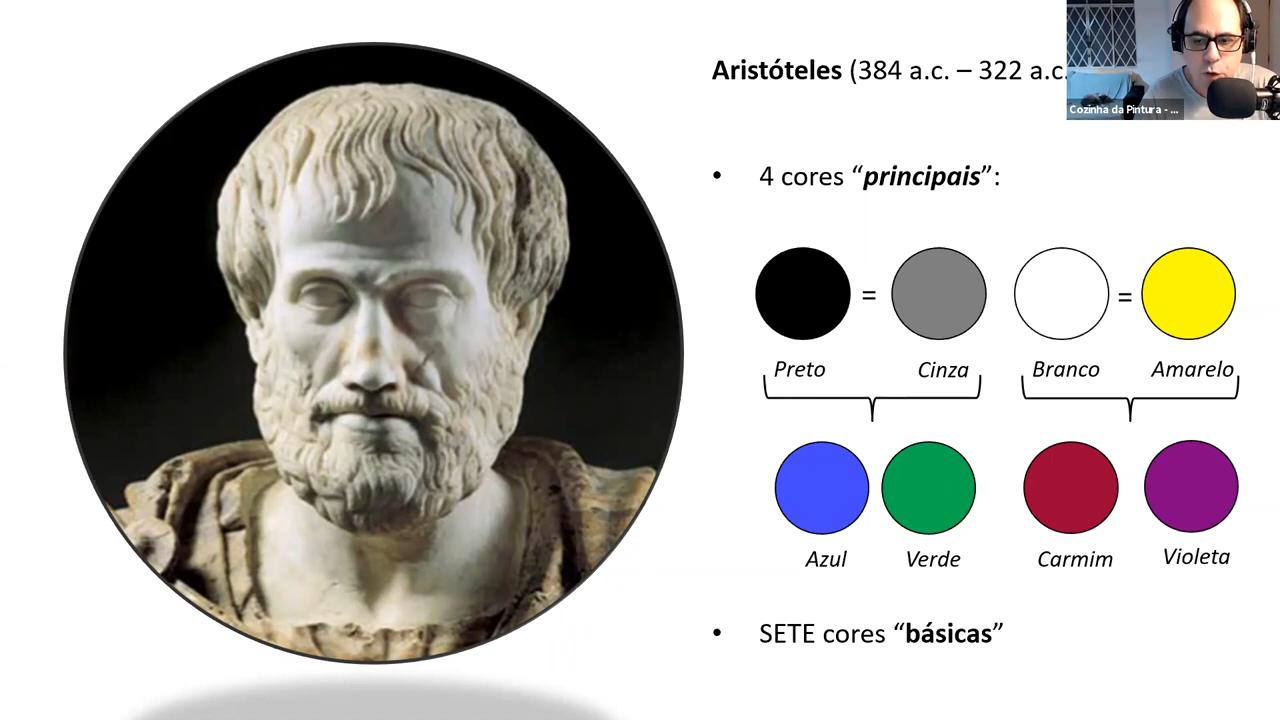 Aristóteles (384 a.c. – 322 a.c.
Cozinha da Pintura - ...
• 4 cores “principais”:
= =
Preto Cinza Branco Amarelo
Azul Verde Carmim Violeta
• SETE cores “básicas”